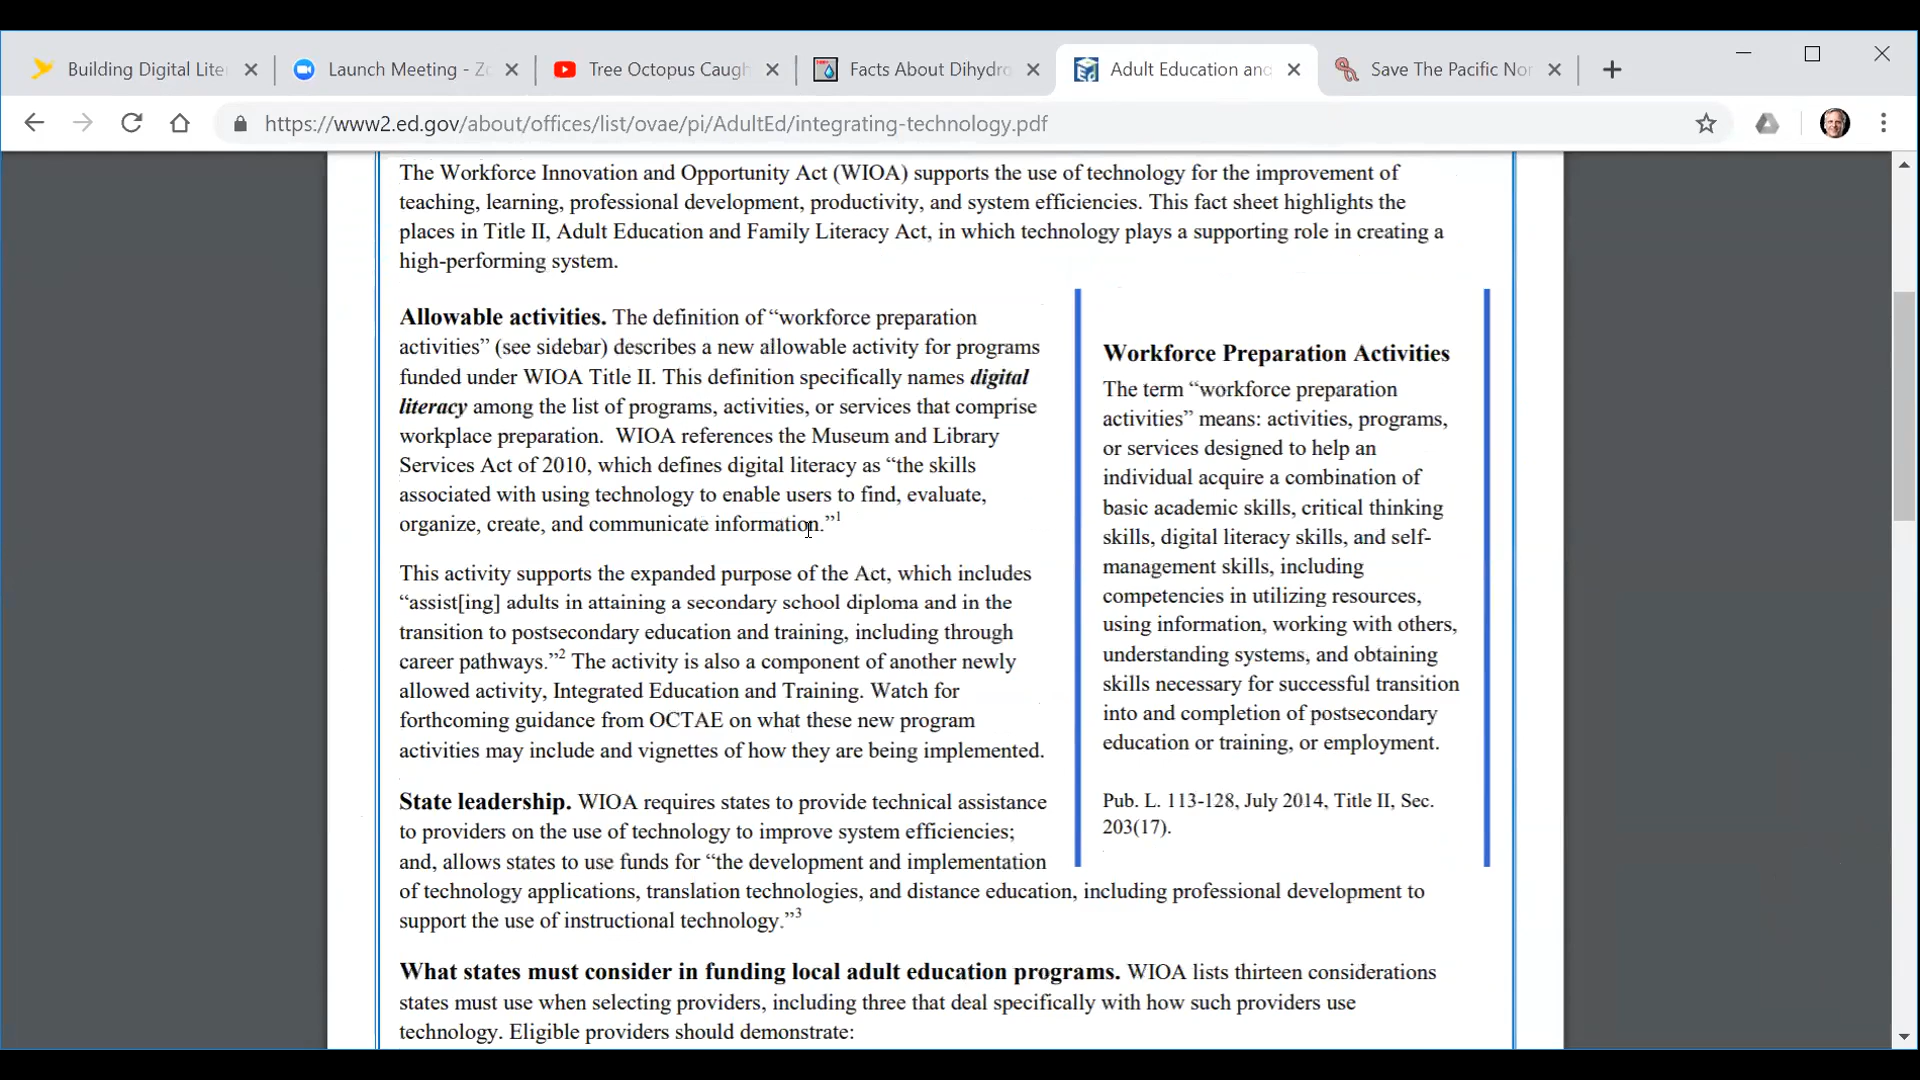 Building Digital Lite
Launch Meeting - Zo
Tree Octopus Caugh
Facts About Dihydro
Adult Education and
Save The Pacific Nor
https://www2.ed.gov/about/offices/list/ovae/pi/AdultEd/integrating-technology.pdf
The Workforce Innovation and Opportunity Act (WIOA) supports the use of technology for the improvement of
teaching, learning, professional development, productivity, and system efficiencies. This fact sheet highlights the
places in Title II, Adult Education and Family Literacy Act, in which technology plays a supporting role in creating a
high-performing system.
Allowable activities. The definition of “workforce preparation
activities” (see sidebar) describes a new allowable activity for programs
funded under WIOA Title II. This definition specifically names digital
literacy among the list of programs, activities, or services that comprise
workplace preparation.  WIOA references the Museum and Library
Services Act of 2010, which defines digital literacy as “the skills
associated with using technology to enable users to find, evaluate,
organize, create, and communicate information.”1
This activity supports the expanded purpose of the Act, which includes
“assist[ing] adults in attaining a secondary school diploma and in the
transition to postsecondary education and training, including through
career pathways.”2 The activity is also a component of another newly
allowed activity, Integrated Education and Training. Watch for
forthcoming guidance from OCTAE on what these new program
activities may include and vignettes of how they are being implemented.
State leadership. WIOA requires states to provide technical assistance
to providers on the use of technology to improve system efficiencies;
and, allows states to use funds for “the development and implementation
of technology applications, translation technologies, and distance education, including professional development to
support the use of instructional technology.”3
Workforce Preparation Activities
The term “workforce preparation
activities” means: activities, programs,
or services designed to help an
individual acquire a combination of
basic academic skills, critical thinking
skills, digital literacy skills, and self-
management skills, including
competencies in utilizing resources,
using information, working with others,
understanding systems, and obtaining
skills necessary for successful transition
into and completion of postsecondary
education or training, or employment.
Pub. L. 113-128, July 2014, Title II, Sec.
203(17).
What states must consider in funding local adult education programs. WIOA lists thirteen considerations
states must use when selecting providers, including three that deal specifically with how such providers use
technology. Eligible providers should demonstrate: